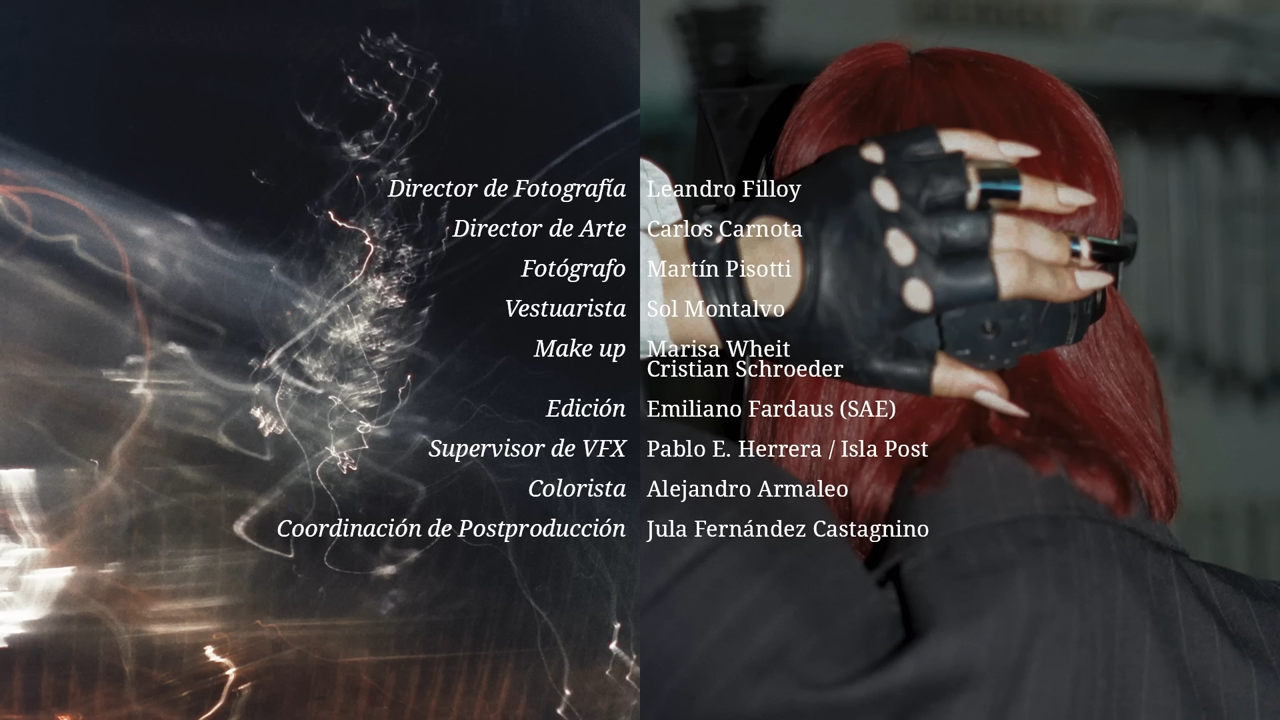 Director de Fotografía Leandro Filloy
Director de Arte Carlos Carnota
Fotógrafo Martín Pisotti
Vestuarista Sol Montalvo
Make up Marisa Wheit
Cristian Schroeder
Edición Emiliano Fardaus (SAE)
Supervisor de VFX Pablo E. Herrera / Isla Post
Colorista Alejandro Armaleo
Coordinación de Postproducción Jula Fernández Castagnino